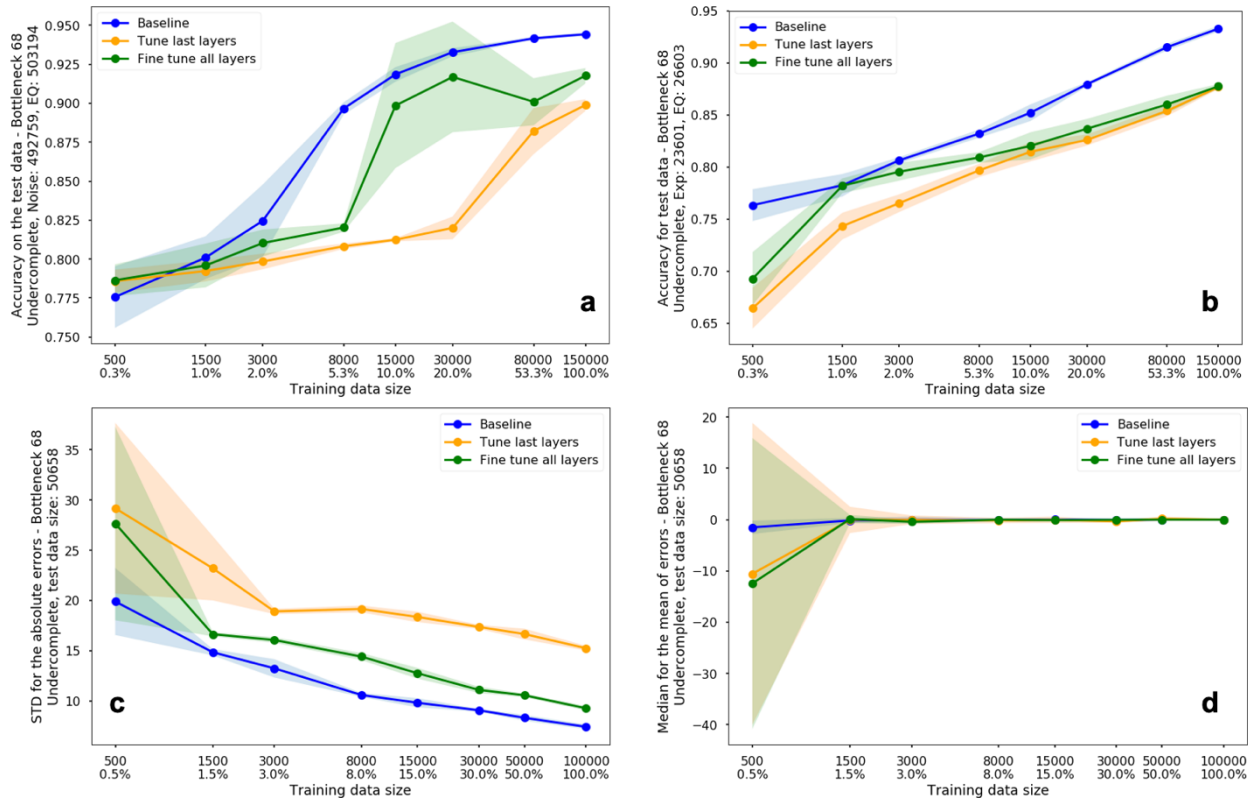 Accuracy on the test data - Bottleneck 68
Undercomplete, Noise: 492759, EQ: 503194
0.950
0.925
0.900
0.875
0.850
0.825
0.800
0.775
0.750
Baseline
Tune last layers
Fine tune all layers
a
500 1500 3000 8000 15000 30000 80000 150000
0.3% 1.0% 2.0% 5.3% 10.0% 20.0% 53.3% 100.0%
Training data size
Accuracy for test data - Bottleneck 68
Undercomplete, Exp: 23601, EQ: 26603
0.95
0.90
0.85
0.80
0.75
0.70
0.65
Baseline
Tune last layers
Fine tune all layers
b
500 1500 3000 8000 15000 30000 80000 150000
0.3% 1.0% 2.0% 5.3% 10.0% 20.0% 53.3% 100.0%
Training data size
STD for the absolute errors - Bottleneck 68
Undercomplete, test data size: 50658
35
30
25
20
15
10
Baseline
Tune last layers
Fine tune all layers
c
500 1500 3000 8000 15000 30000 50000 100000
0.5% 1.5% 3.0% 8.0% 15.0% 30.0% 50.0% 100.0%
Training data size
Median for the mean of errors - Bottleneck 68
Undercomplete, test data size: 50658
20
10
0
−10
−20
−30
−40
Baseline
Tune last layers
Fine tune all layers
d
500 1500 3000 8000 15000 30000 50000 100000
0.5% 1.5% 3.0% 8.0% 15.0% 30.0% 50.0% 100.0%
Training data size